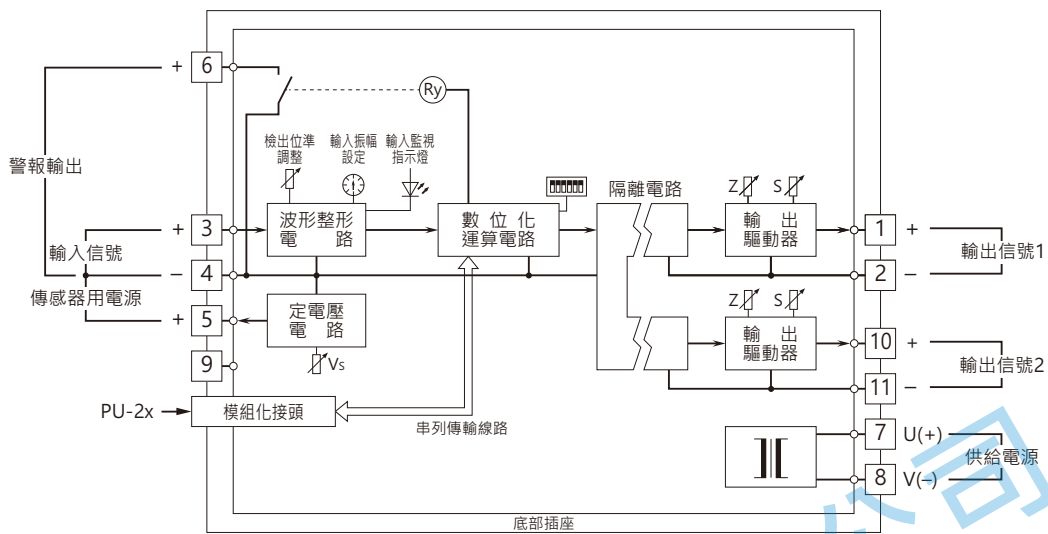 + 6
Ry
警報輸出
檢出位準
調整
輸入振幅
設定
輸入監視
指示燈
隔離電路
Z S
+ 3
波形整形
電 路
數 位 化
運算電路
輸 出
驅動器
1 +
輸入信號
輸出信號1
− 4
2 −
傳感器用電源
+ 5
定電壓
電 路
Vs
Z S
輸 出
驅動器
10 +
9
輸出信號2
11 −
PU-2x
模組化接頭
串列傳輸線路
7 U(+)
供給電源
8 V(−)
底部插座
公司